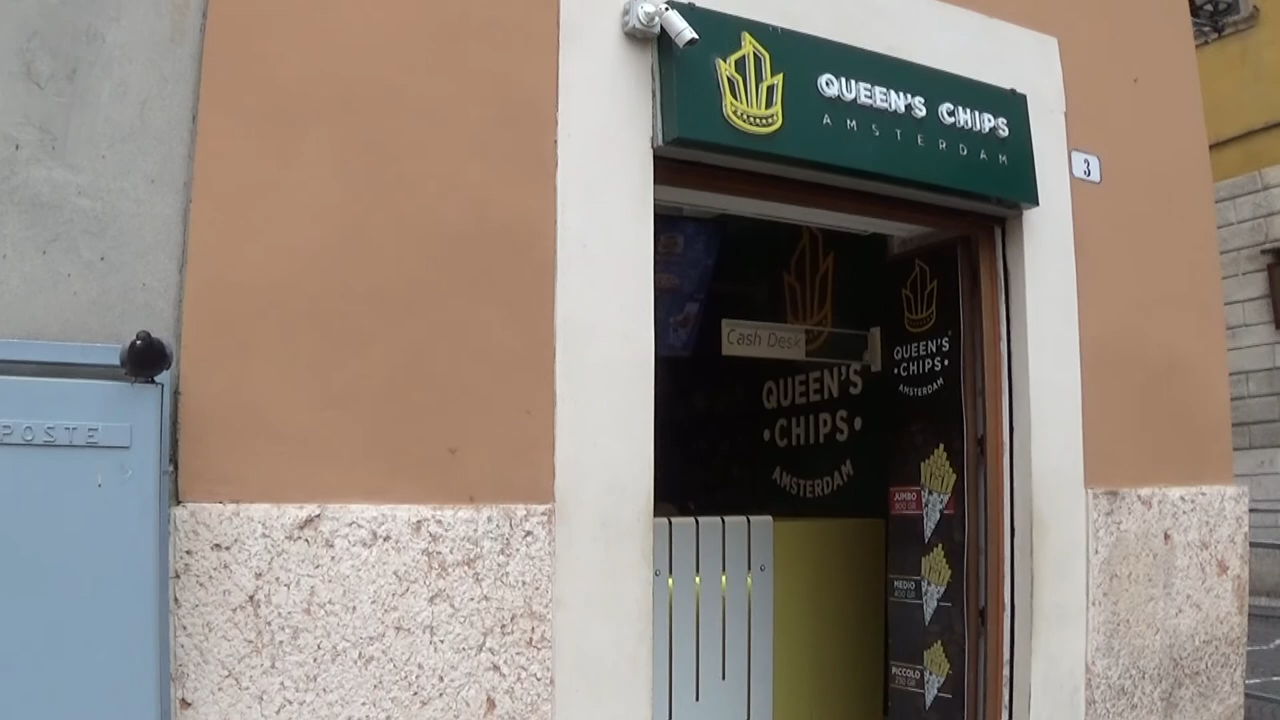 QUEEN'S CHIPS
AMSTERDAM
3
Cash Desk
QUEEN'S
•CHIPS•
AMSTERDAM
QUEEN'S
•CHIPS•
AMSTERDAM
POSTE
JUMBO
MEDIO
400 GR
PICCOLO